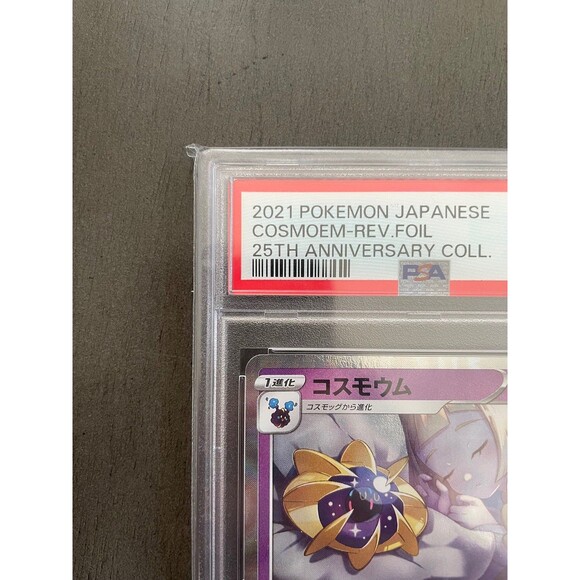 2021 POKEMON JAPANESE
COSMOEM-REV.FOIL
25TH ANNIVERSARY COLL.
PSA
1進化
コスモウム
コスモッグから進化